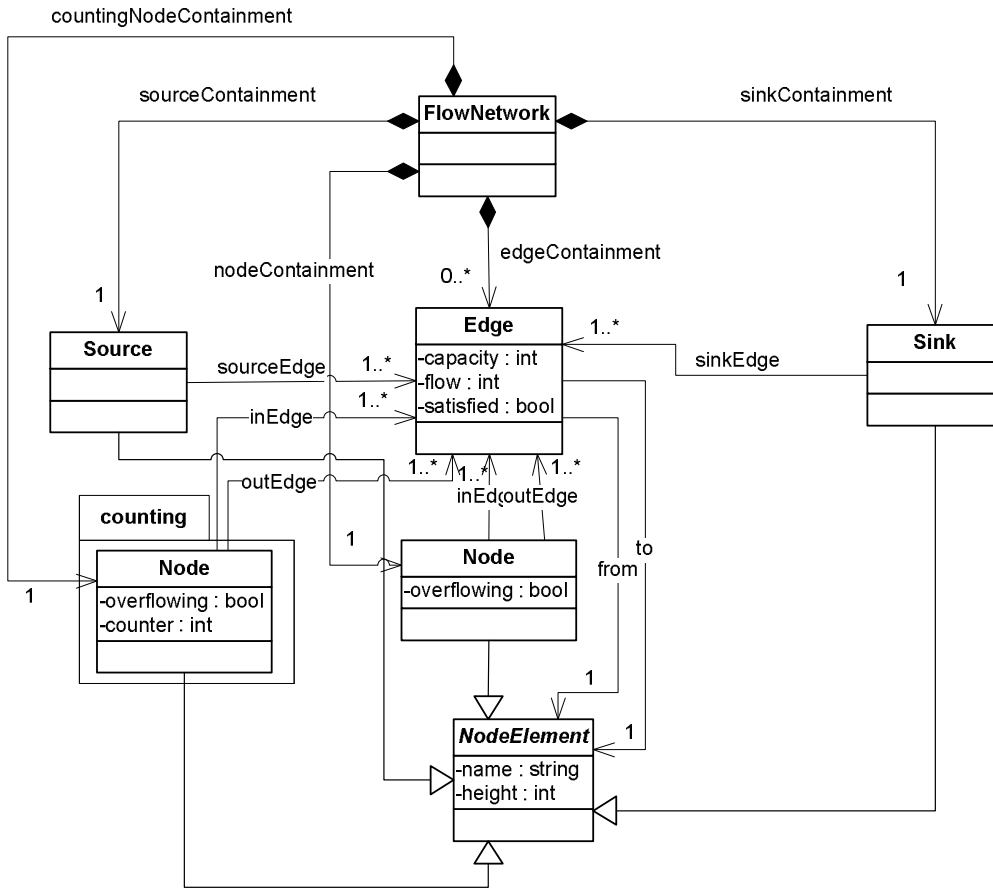 countingNodeContainment
sourceContainment
sinkContainment
FlowNetwork
edgeContainment
nodeContainment
0..*
1
1
Edge
1..*
Source
Sink
-capacity : int
sourceEdge
1..*
sinkEdge
-flow : int
1..*
-satisfied : bool
inEdge
1..*
1..*
1..*
outEdge
inEdge
outEdge
counting
1
Node
to
Node
from
-overflowing : bool
1
-overflowing : bool
-counter : int
1
NodeElement
1
-name : string
-height : int